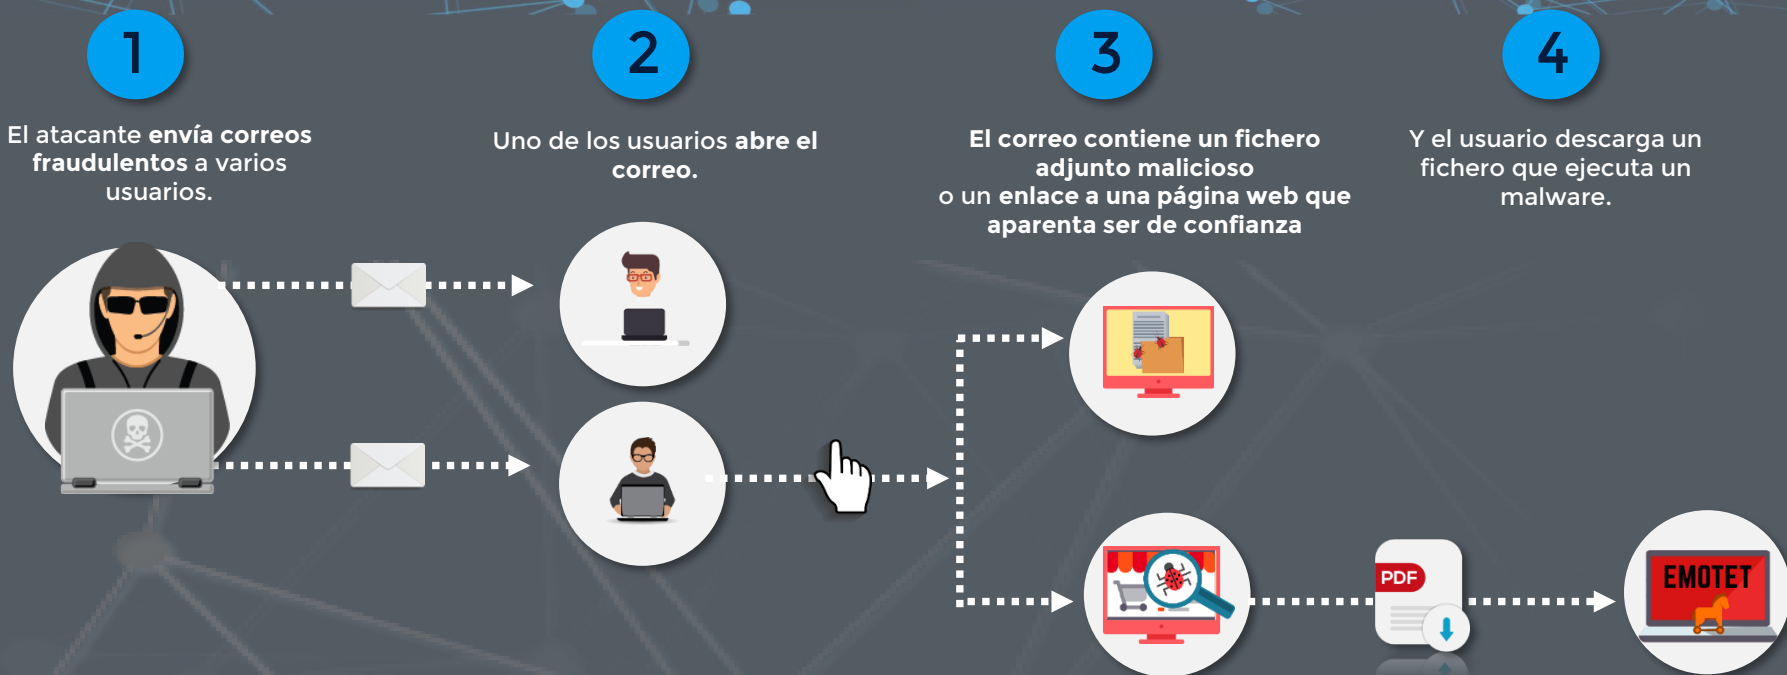 1
El atacante envía correos
fraudulentos a varios
usuarios.
2
Uno de los usuarios abre el
correo.
3
El correo contiene un fichero
adjunto malicioso
o un enlace a una página web que
aparenta ser de confianza
4
Y el usuario descarga un
fichero que ejecuta un
malware.
PDF
EMOTET